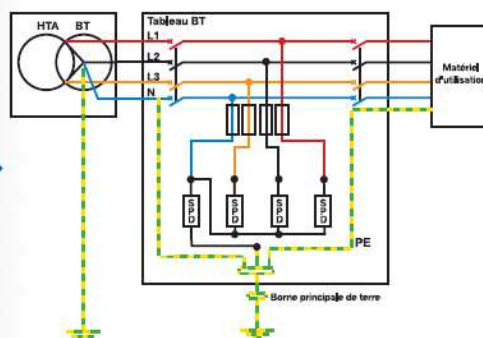 HTA BT
Tableau BT
L1
L2
L3
N
Matériel
d'utilisation
SPD
SPD
SPD
SPD
PE
Borne principale de terre